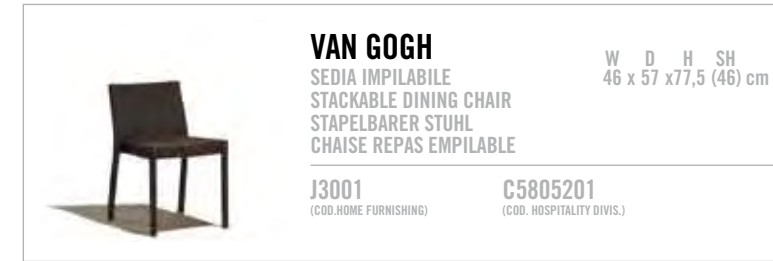 VAN GOGH
SEDIA IMPILABILE
STACKABLE DINING CHAIR
STAPELBARER STUHL
CHAISE REPAS EMPILABLE
W D H SH
46 x 57 x77,5 (46) cm
J3001
(COD.HOME FURNISHING)
C5805201
(COD. HOSPITALITY DIVIS.)